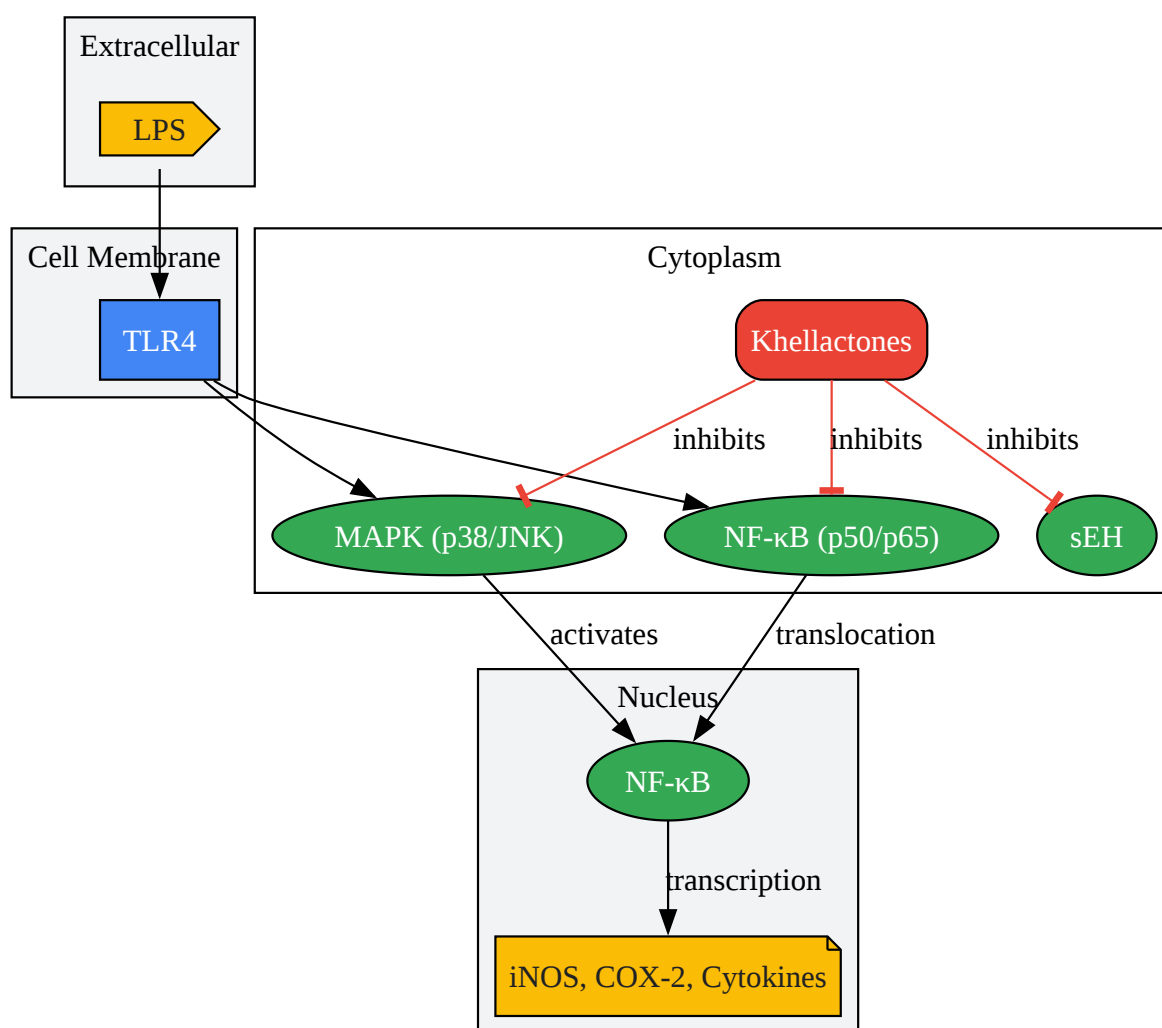 Extracellular
LPS
Cell Membrane
Cytoplasm
TLR4
Khellactones
inhibits
inhibits
inhibits
MAPK (p38/JNK)
NF-κB (p50/p65)
sEH
activates
translocation
Nucleus
NF-κB
transcription
iNOS, COX-2, Cytokines